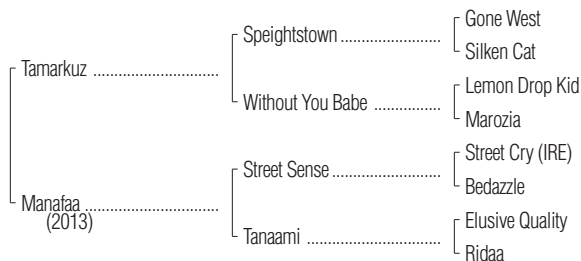 Gone West
Speightstown ......................
Silken Cat
Tamarkuz ............................
Lemon Drop Kid
Without You Babe ...............
Marozia
Street Cry (IRE)
Street Sense ........................
Bedazzle
Manafaa ..............................
(2013)
Elusive Quality
Tanaami ..............................
Ridaa